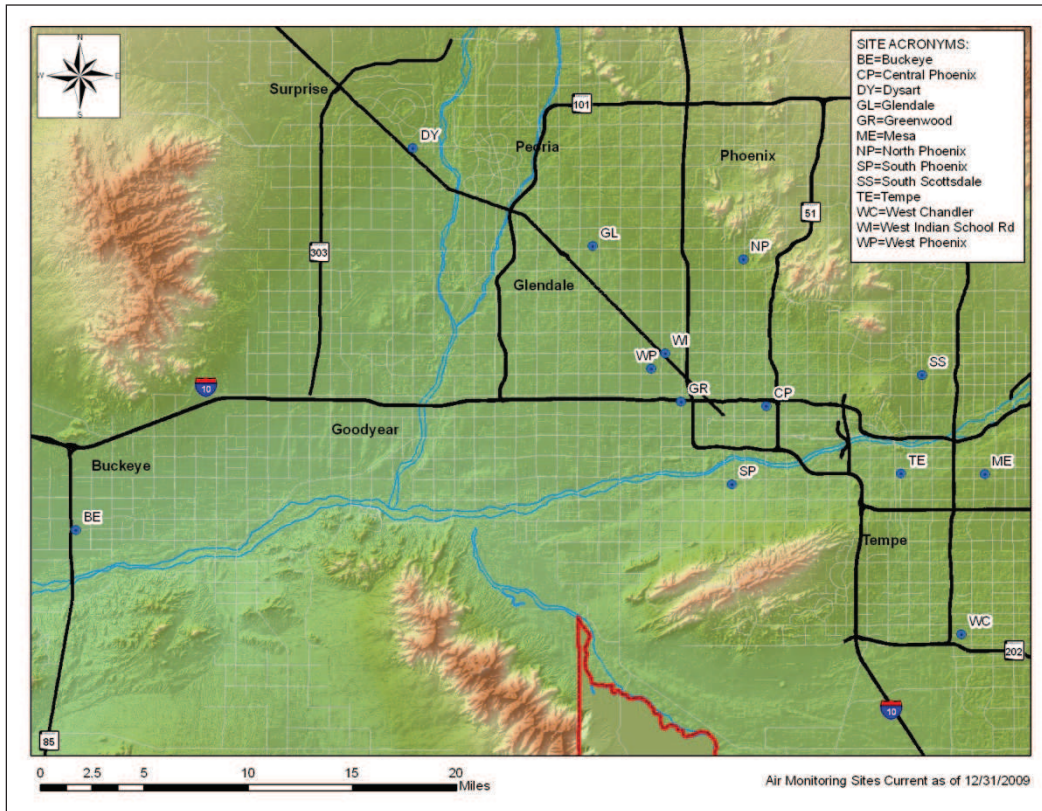 N
W
E
S
SITE ACRONYMS:
BE=Buckeye
CP=Central Phoenix
DY=Dysart
GL=Glendale
GR=Greenwood
ME=Mesa
NP=North Phoenix
SP=South Phoenix
SS=South Scottsdale
TE=Tempe
WC=West Chandler
WI=West Indian School Rd
WP=West Phoenix
Surprise
101
DY
Peoria
Phoenix
51
303
GL
NP
Glendale
WI
WP
SS
10
GR
CP
Goodyear
Buckeye
SP
TE
ME
BE
Tempe
WC
202
10
85
0 2.5 5 10 15 20
Miles
Air Monitoring Sites Current as of 12/31/2009